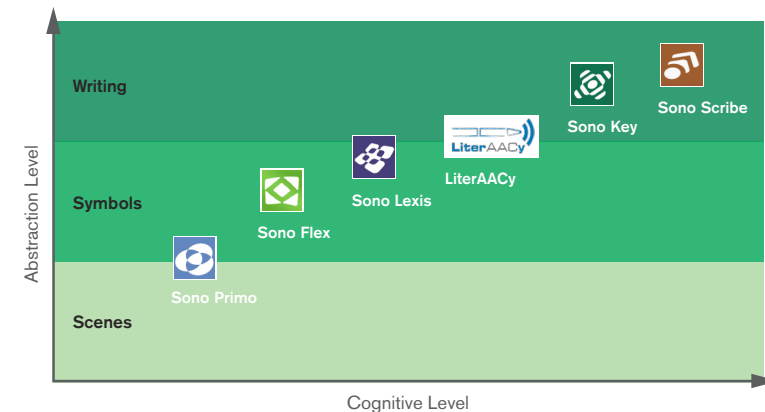 Writing
Sono Scribe
Sono Key
LiterAACy
LiterAACy
Symbols
Sono Lexis
Sono Flex
Sono Primo
Scenes
Abstraction Level
Cognitive Level